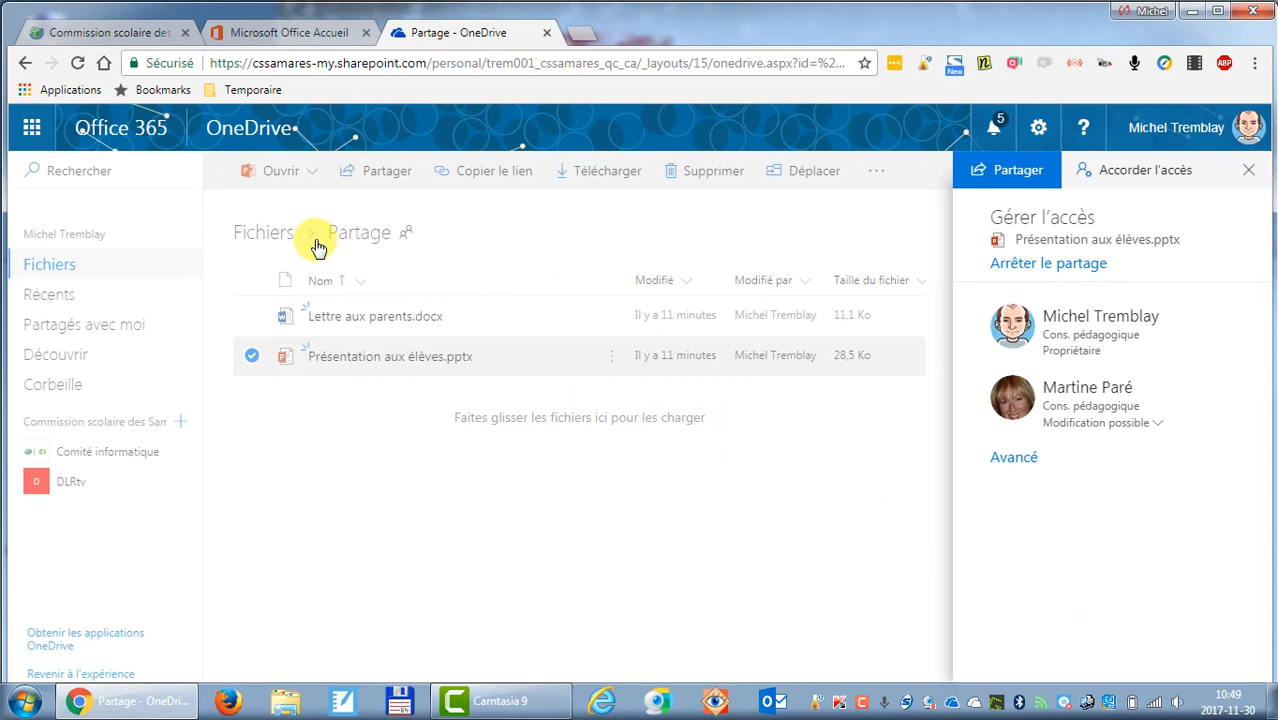 Michel
Commission scolaire des
Microsoft Office Accueil
Partage - OneDrive
Sécurisé
https://cssamares-my.sharepoint.com/personal/trem001_cssamares_qc_ca/_layouts/15/onedrive.aspx?id=%2...
New
ABP
Applications
Bookmarks
Temporaire
Office 365
OneDrive
5
?
Michel Tremblay
Rechercher
Ouvrir
Partager
Copier le lien
Télécharger
Supprimer
Déplacer
...
Partager
Accorder l'accès
Michel Tremblay
Fichiers
Récents
Partagés avec moi
Découvrir
Corbeille
Commission scolaire des Sam
Comité informatique
D
DLRtv
Obtenir les applications
OneDrive
Revenir à l'expérience
Fichiers > Partage
Nom
Modifié
Modifié par
Taille du fichier
Lettre aux parents.docx
Il y a 11 minutes
Michel Tremblay
11,1 Ko
Présentation aux élèves.pptx
Il y a 11 minutes
Michel Tremblay
28,5 Ko
Faites glisser les fichiers ici pour les charger
Gérer l'accès
Présentation aux élèves.pptx
Arrêter le partage
Michel Tremblay
Cons. pédagogique
Propriétaire
Martine Paré
Cons. pédagogique
Modification possible
Avancé
Partage - OneDri...
Camtasia 9
10:49
2017-11-30